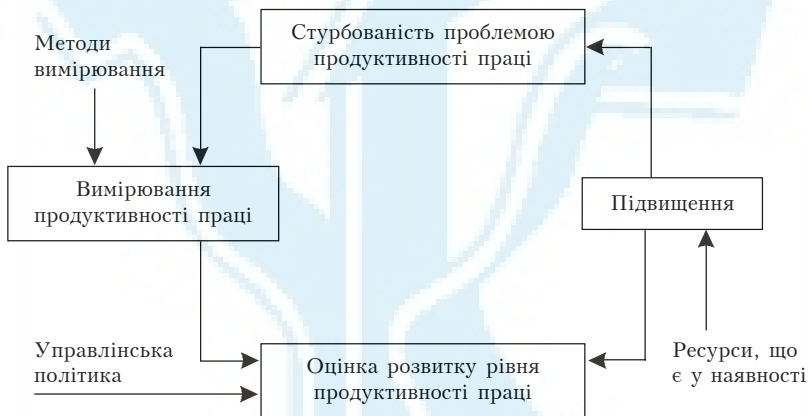 Стурбованість проблемою
продуктивності праці
Методи
вимірювання
Вимірювання
продуктивності праці
Підвищення
Управлінська
політика
Оцінка розвитку рівня
продуктивності праці
Ресурси, що
є у наявності